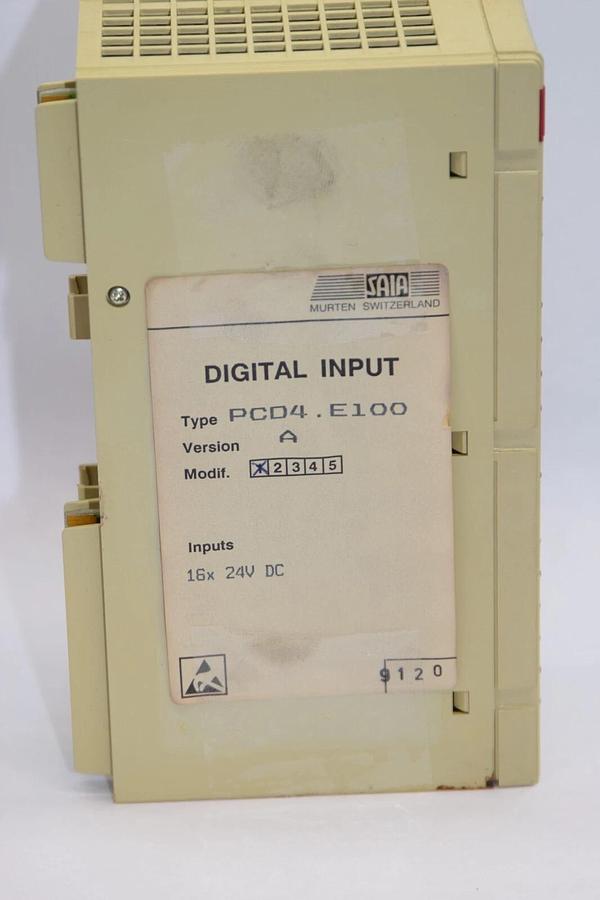 SAIA
MURTEN SWITZERLAND
DIGITAL INPUT
Type PCD4.E100
Version A
Modif. 2 3 4 5
Inputs
16x 24V DC
9120